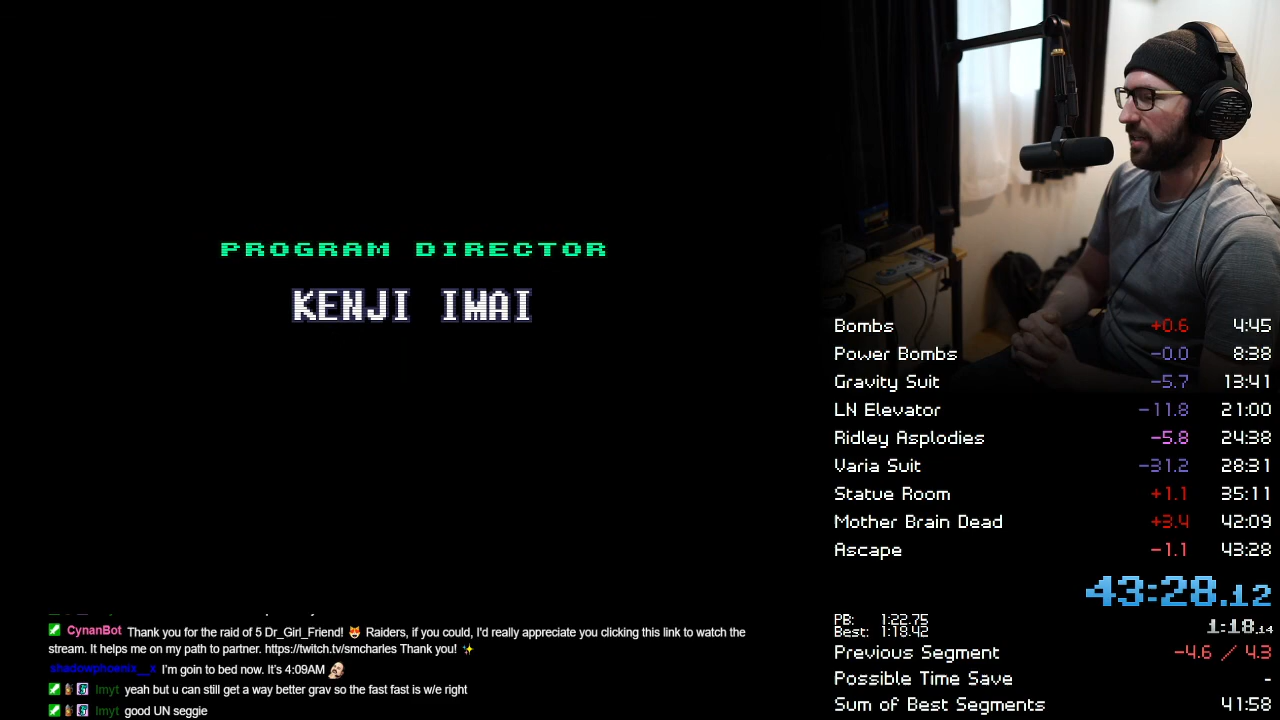 PROGRAM DIRECTOR
KENJI IMAI
Bombs +0.6 4:45
Power Bombs -0.0 8:38
Gravity Suit -5.7 13:41
LN Elevator -11.8 21:00
Ridley Asplodies -5.8 24:38
Varia Suit -31.2 28:31
Statue Room +1.1 35:11
Mother Brain Dead +3.4 42:09
Ascape -1.1 43:28
43:28.12
PB: 1:22.75
Best: 1:18.42
1:18.14
Previous Segment -4.6 / 4.3
Possible Time Save -
Sum of Best Segments 41:58
CynanBot Thank you for the raid of 5 Dr_Girl_Friend! 🦊 Raiders, if you could, I'd really appreciate you clicking this link to watch the
stream. It helps me on my path to partner. https://twitch.tv/smcharles Thank you! ✨
shadowphoenix__x I'm goin to bed now. It's 4:09AM
lmyt yeah but u can still get a way better grav so the fast fast is w/e right
lmyt good UN seggie